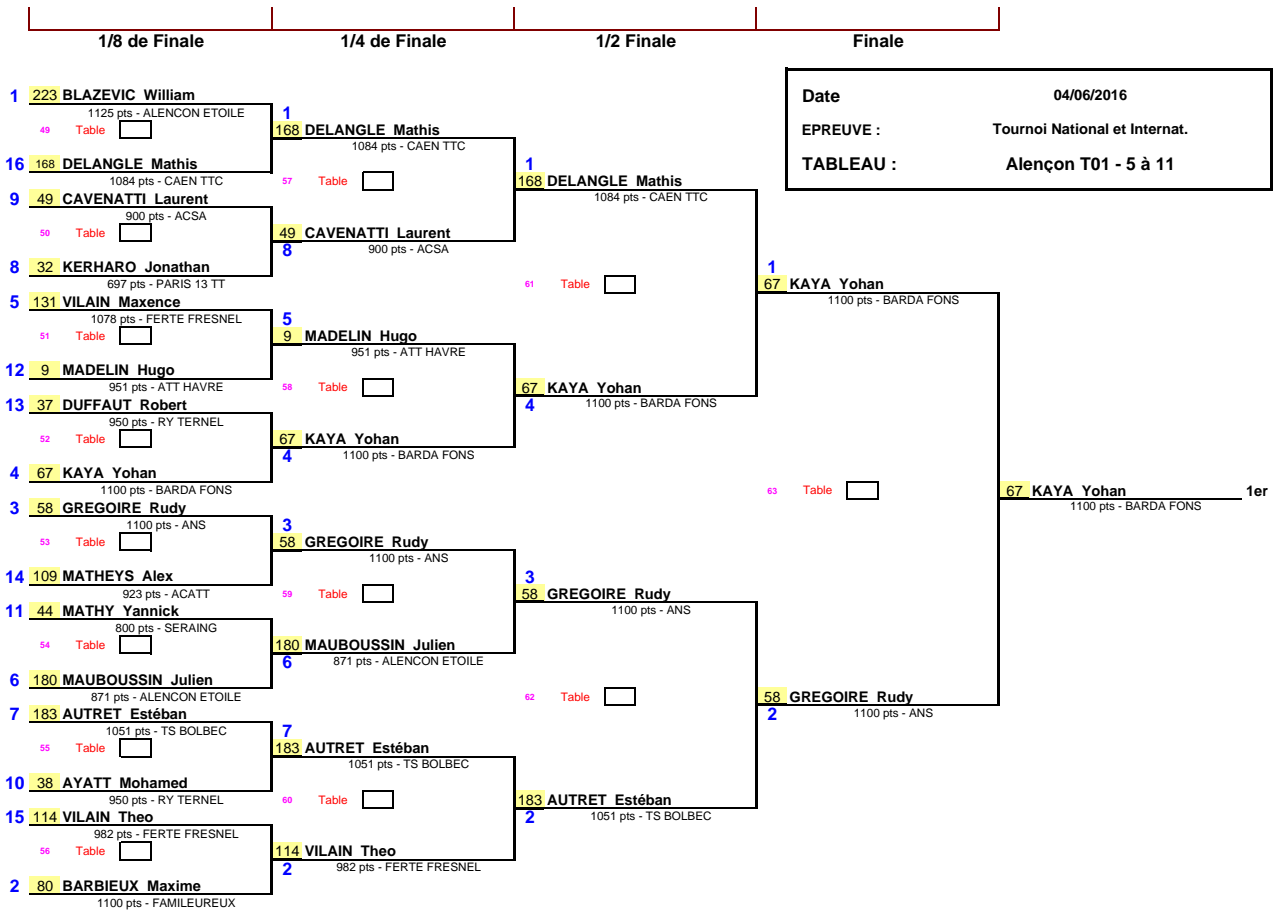 1/8 de Finale 1/4 de Finale 1/2 Finale Finale
Date 04/06/2016
EPREUVE : Tournoi National et Internat.
TABLEAU : Alençon T01 - 5 à 11
1 223 BLAZEVIC William
1125 pts - ALENCON ETOILE
49 Table
16 168 DELANGLE Mathis
1084 pts - CAEN TTC
9 49 CAVENATTI Laurent
900 pts - ACSA
50 Table
8 32 KERHARO Jonathan
697 pts - PARIS 13 TT
5 131 VILAIN Maxence
1078 pts - FERTE FRESNEL
51 Table
12 9 MADELIN Hugo
951 pts - ATT HAVRE
13 37 DUFFAUT Robert
950 pts - RY TERNEL
52 Table
4 67 KAYA Yohan
1100 pts - BARDA FONS
3 58 GREGOIRE Rudy
1100 pts - ANS
53 Table
14 109 MATHEYS Alex
923 pts - ACATT
11 44 MATHY Yannick
800 pts - SERAING
54 Table
6 180 MAUBOUSSIN Julien
871 pts - ALENCON ETOILE
7 183 AUTRET Estéban
1051 pts - TS BOLBEC
55 Table
10 38 AYATT Mohamed
950 pts - RY TERNEL
15 114 VILAIN Theo
982 pts - FERTE FRESNEL
56 Table
2 80 BARBIEUX Maxime
1100 pts - FAMILEUREUX
1
168 DELANGLE Mathis
1084 pts - CAEN TTC
57 Table
49 CAVENATTI Laurent
8 900 pts - ACSA
5
9 MADELIN Hugo
951 pts - ATT HAVRE
58 Table
67 KAYA Yohan
4 1100 pts - BARDA FONS
3
58 GREGOIRE Rudy
1100 pts - ANS
59 Table
180 MAUBOUSSIN Julien
6 871 pts - ALENCON ETOILE
7
183 AUTRET Estéban
1051 pts - TS BOLBEC
60 Table
114 VILAIN Theo
2 982 pts - FERTE FRESNEL
1
168 DELANGLE Mathis
1084 pts - CAEN TTC
61 Table
67 KAYA Yohan
4 1100 pts - BARDA FONS
3
58 GREGOIRE Rudy
1100 pts - ANS
62 Table
183 AUTRET Estéban
2 1051 pts - TS BOLBEC
1
67 KAYA Yohan
1100 pts - BARDA FONS
63 Table
58 GREGOIRE Rudy
2 1100 pts - ANS
67 KAYA Yohan 1er
1100 pts - BARDA FONS